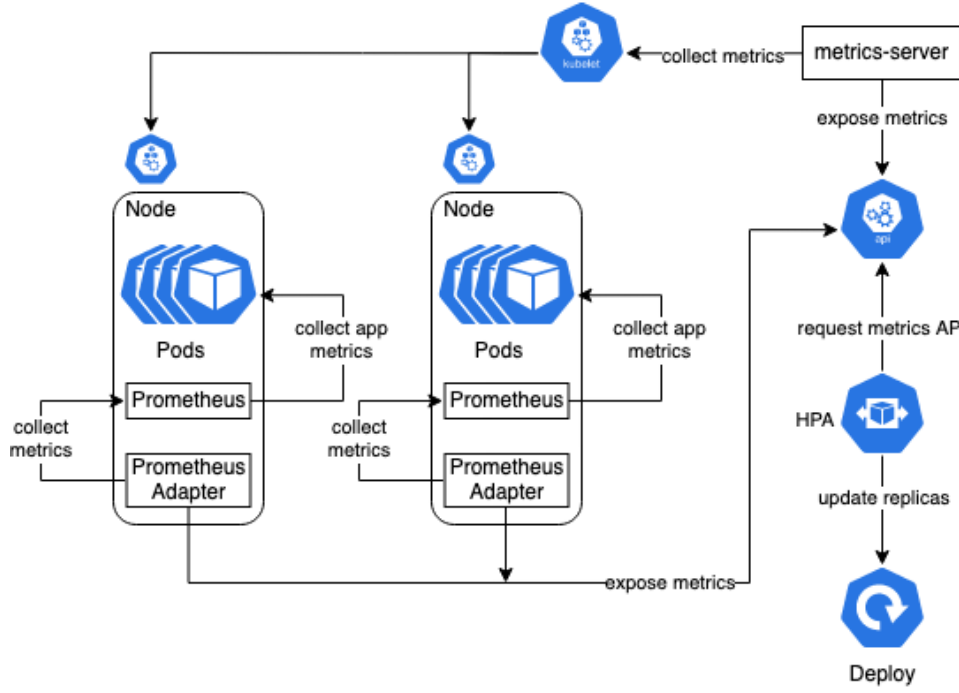 kubelet
collect metrics
metrics-server
expose metrics
Node
Node
api
collect app
metrics
collect app
metrics
request metrics AP
Pods
Pods
Prometheus
Prometheus
HPA
collect
metrics
collect
metrics
Prometheus
Adapter
Prometheus
Adapter
update replicas
expose metrics
Deploy